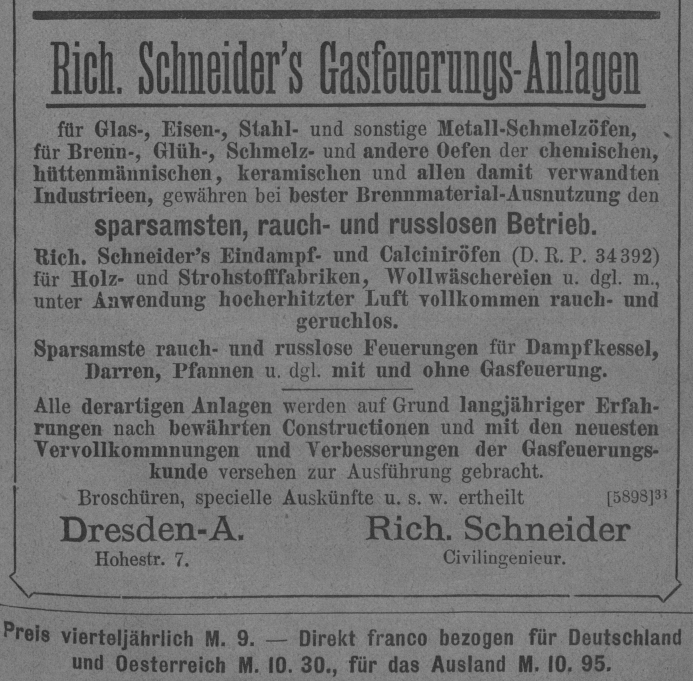 Rich. Schneider's Gasfeuerungs-Anlagen
für Glas-, Eisen-, Stahl- und sonstige Metall-Schmelzöfen,
für Brenn-, Glüh-, Schmelz- und andere Oefen der chemischen,
hüttenmännischen, keramischen und allen damit verwandten
Industrieen, gewähren bei bester Brennmaterial-Ausnutzung den
sparsamsten, rauch- und russlosen Betrieb.
Rich. Schneider's Eindampf- und Calciniröfen (D. R. P. 34392)
für Holz- und Strohstofffabriken, Wollwäschereien u. dgl. m.,
unter Anwendung hocherhitzter Luft vollkommen rauch- und
geruchlos.
Sparsamste rauch- und russlose Feuerungen für Dampfkessel,
Darren, Pfannen u. dgl. mit und ohne Gasfeuerung.
Alle derartigen Anlagen werden auf Grund langjähriger Erfah-
rungen nach bewährten Constructionen und mit den neuesten
Vervollkommnungen und Verbesserungen der Gasfeuerungs-
kunde versehen zur Ausführung gebracht.
Broschüren, specielle Auskünfte u. s. w. ertheilt [5898]³³
Dresden-A. Rich. Schneider
Hohestr. 7. Civilingenieur.
Preis vierteljährlich M. 9. — Direkt franco bezogen für Deutschland
und Oesterreich M. 10. 30., für das Ausland M. 10. 95.